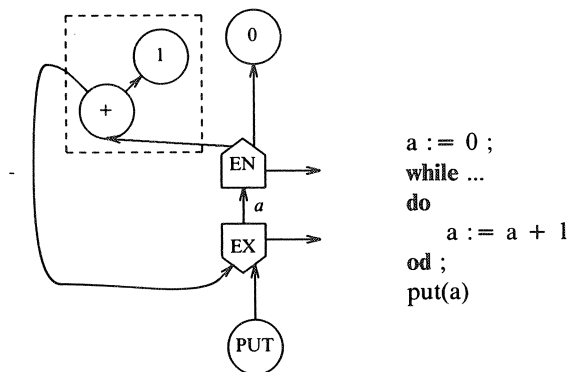 0
1
+
EN
a
EX
PUT
a := 0 ;
while ...
do
a := a + 1
od ;
put(a)